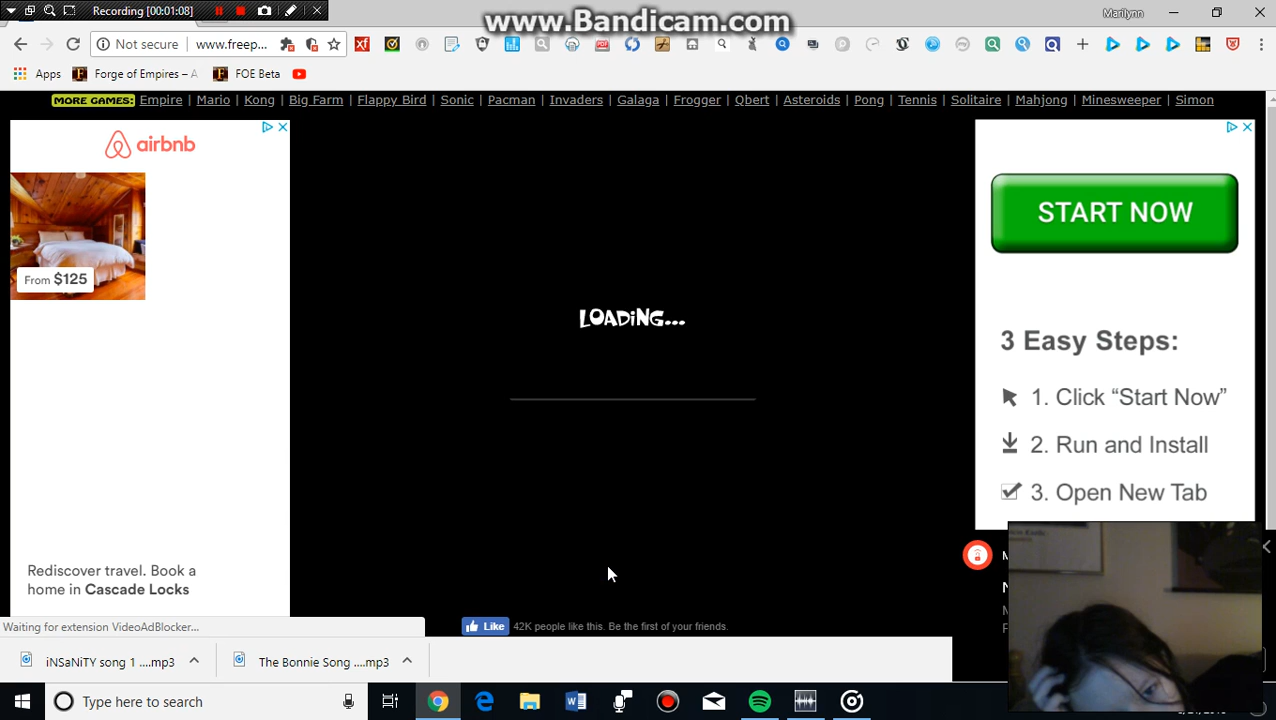 Recording [00:01:08]
www.Bandicam.com
Marilynn
Not secure www.freep...
Apps Forge of Empires – A FOE Beta
MORE GAMES: Empire | Mario | Kong | Big Farm | Flappy Bird | Sonic | Pacman | Invaders | Galaga | Frogger | Qbert | Asteroids | Pong | Tennis | Solitaire | Mahjong | Minesweeper | Simon
airbnb
From $125
START NOW
LOADING...
3 Easy Steps:
1. Click “Start Now”
2. Run and Install
3. Open New Tab
Rediscover travel. Book a
home in Cascade Locks
Like 42K people like this. Be the first of your friends.
Waiting for extension VideoAdBlocker...
iNSaNiTY song 1 ....mp3
The Bonnie Song ....mp3
Type here to search